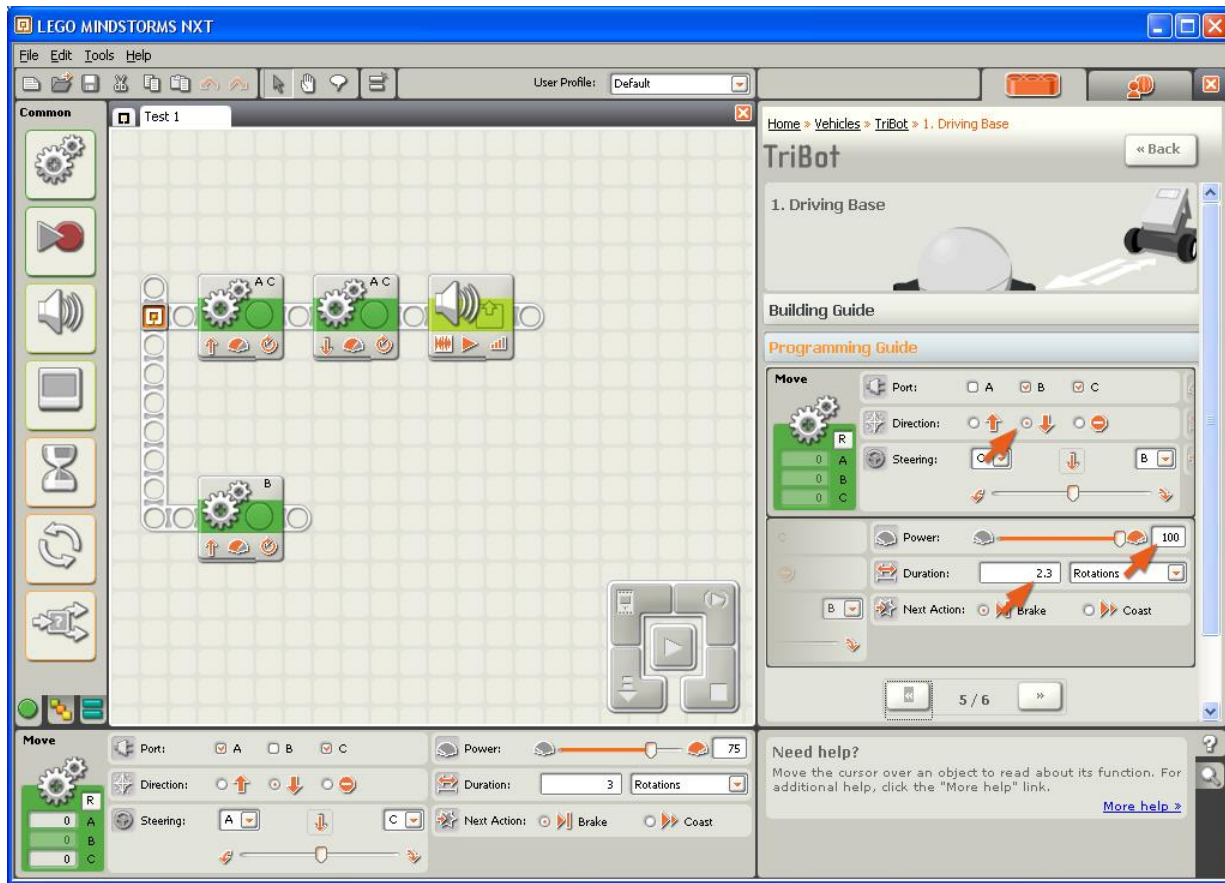 LEGO MINDSTORMS NXT
File Edit Tools Help
User Profile: Default
Common
Test 1
A C
A C
B
Home » Vehicles » TriBot » 1. Driving Base
TriBot
« Back
1. Driving Base
Building Guide
Programming Guide
Move
Port: A B C
Direction:
R
Steering: C B
0 A
0 B
0 C
C
Power: 100
Duration: 2.3 Rotations
B
Next Action: Brake Coast
5 / 6
Move
Port: A B C
Power: 75
Direction:
Duration: 3 Rotations
R
Steering: A C
Next Action: Brake Coast
0 A
0 B
0 C
Need help?
Move the cursor over an object to read about its function. For
additional help, click the "More help" link.
More help »